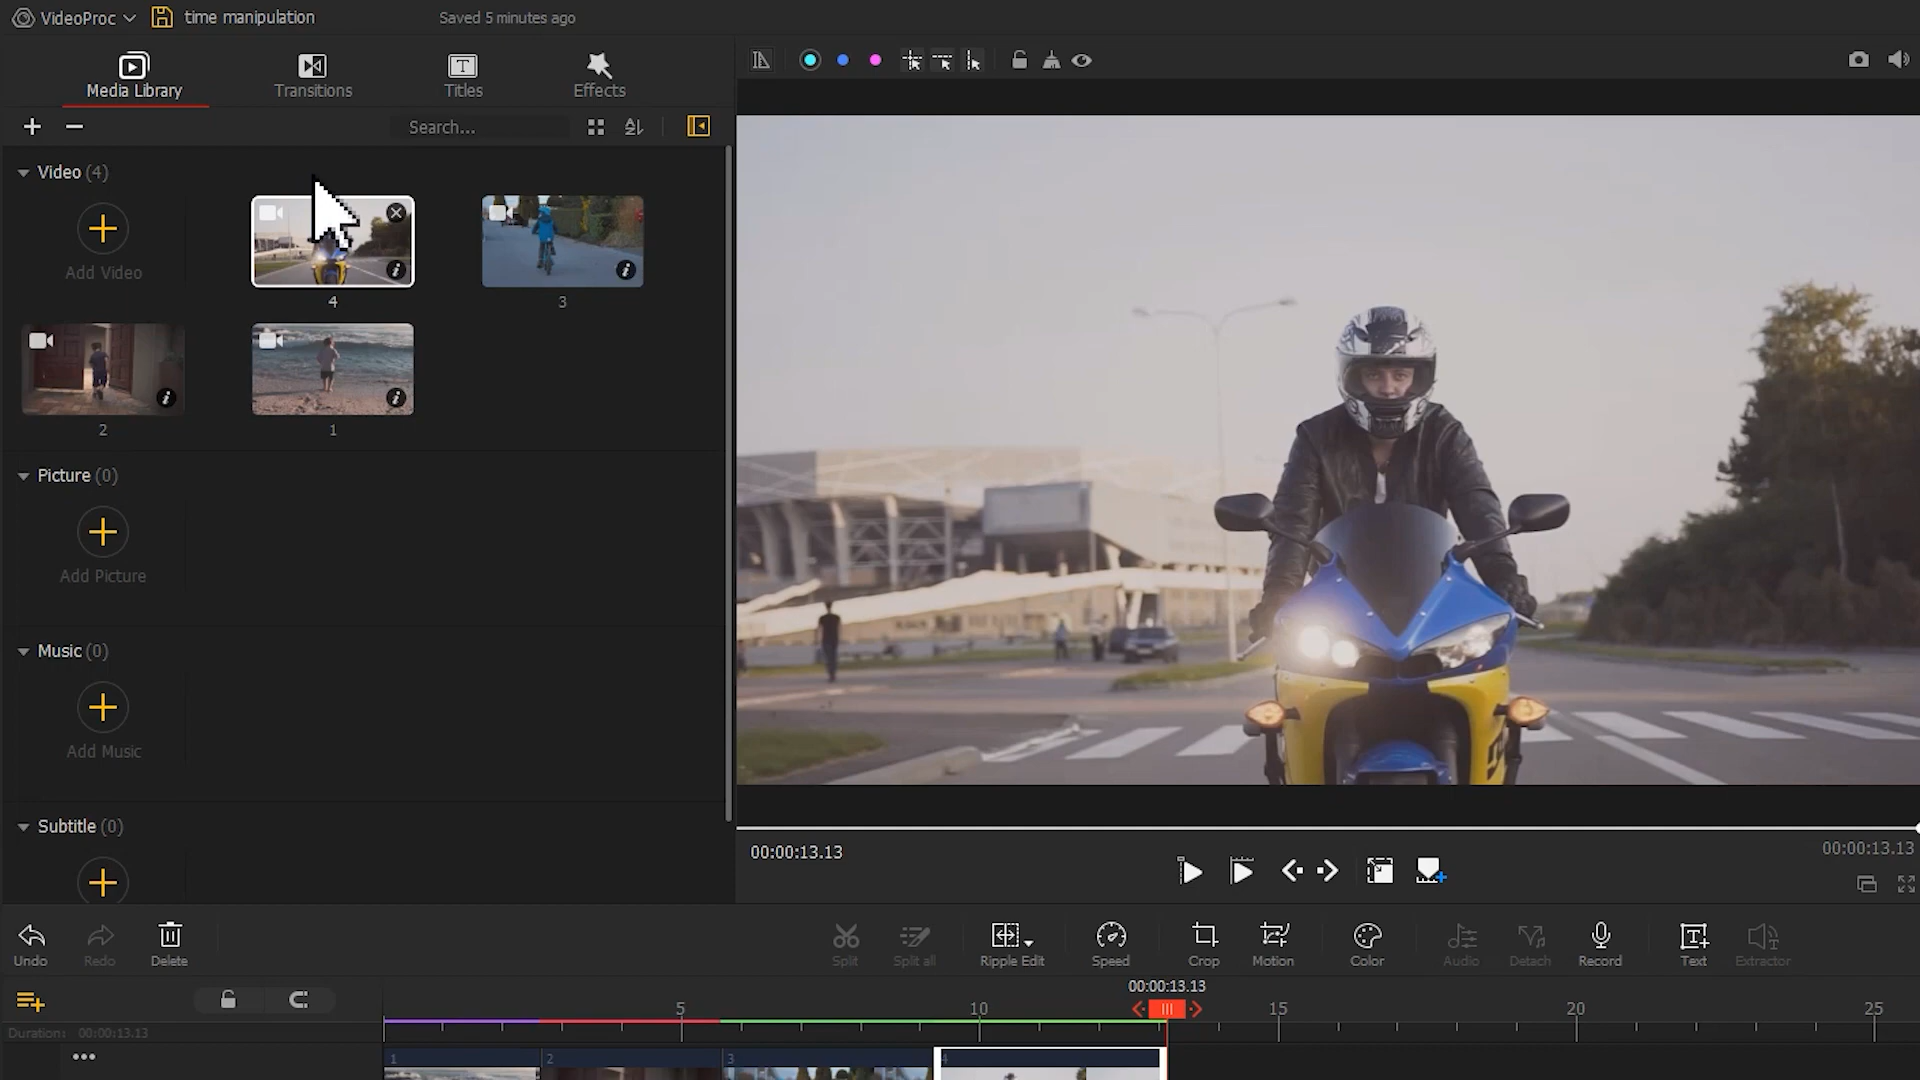 VideoProc time manipulation Saved 5 minutes ago
Media Library Transitions Titles Effects
Search...
Video (4)
Add Video
4
3
2
1
Picture (0)
Add Picture
Music (0)
Add Music
Subtitle (0)
00:00:13.13
00:00:13.13
Undo Redo Delete Split Split all Ripple Edit Speed Crop Motion Color Audio Detach Record Text Extractor
00:00:13.13
5 10 15 20 25
Duration: 00:00:13.13
1 2 3 4